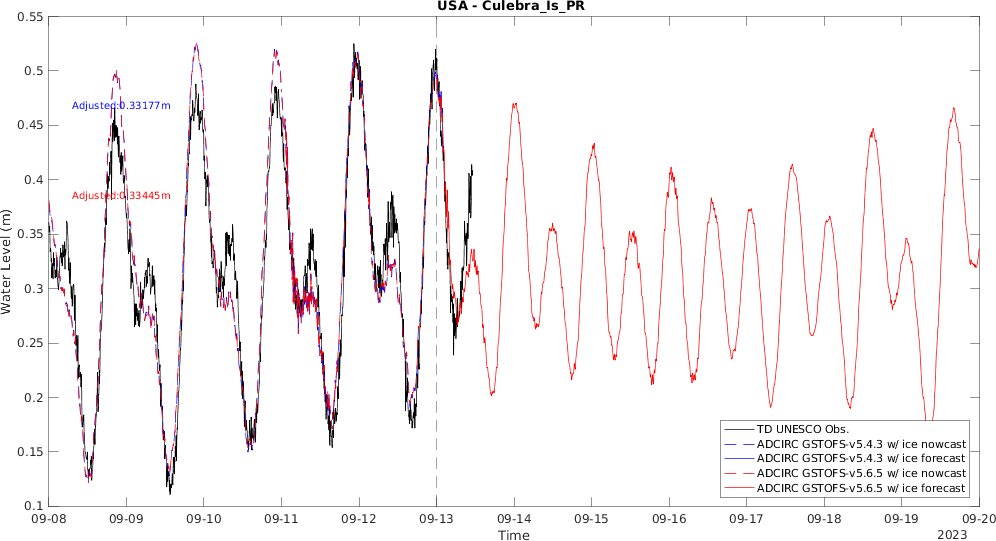 USA - Culebra_Is_PR
0.55
0.5
0.45
0.4
0.35
0.3
0.25
0.2
0.15
0.1
Water Level (m)
Adjusted:0.33177m
Adjusted:0.33445m
TD UNESCO Obs.
ADCIRC GSTOFS-v5.4.3 w/ ice nowcast
ADCIRC GSTOFS-v5.4.3 w/ ice forecast
ADCIRC GSTOFS-v5.6.5 w/ ice nowcast
ADCIRC GSTOFS-v5.6.5 w/ ice forecast
09-08 09-09 09-10 09-11 09-12 09-13 09-14 09-15 09-16 09-17 09-18 09-19 09-20
Time
2023